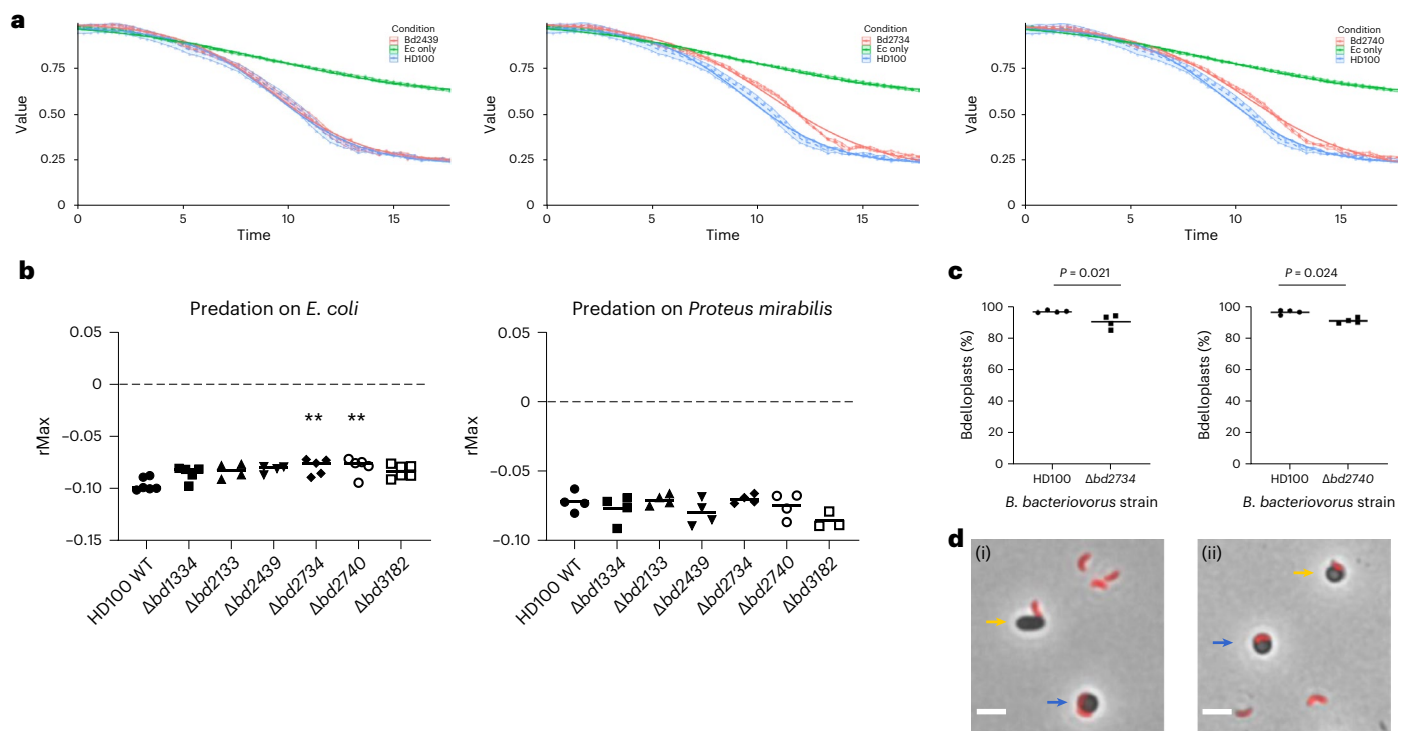 a
Condition
Bd2439
Ec only
HD100
Value
0.75
0.50
0.25
0
0
5
10
15
Time
Condition
Bd2734
Ec only
HD100
Value
0.75
0.50
0.25
0
0
5
10
15
Time
Condition
Bd2740
Ec only
HD100
Value
0.75
0.50
0.25
0
0
5
10
15
Time
b
Predation on E. coli
rMax
0.05
0
−0.05
−0.10
−0.15
** **
HD100 WT
Δbd1334
Δbd2133
Δbd2439
Δbd2734
Δbd2740
Δbd3182
Predation on Proteus mirabilis
rMax
0.05
0
−0.05
−0.10
HD100 WT
Δbd1334
Δbd2133
Δbd2439
Δbd2734
Δbd2740
Δbd3182
c
P = 0.021
Bdelloplasts (%)
100
80
60
40
20
0
HD100 Δbd2734
B. bacteriovorus strain
P = 0.024
Bdelloplasts (%)
100
80
60
40
20
0
HD100 Δbd2740
B. bacteriovorus strain
d
(i)
(ii)